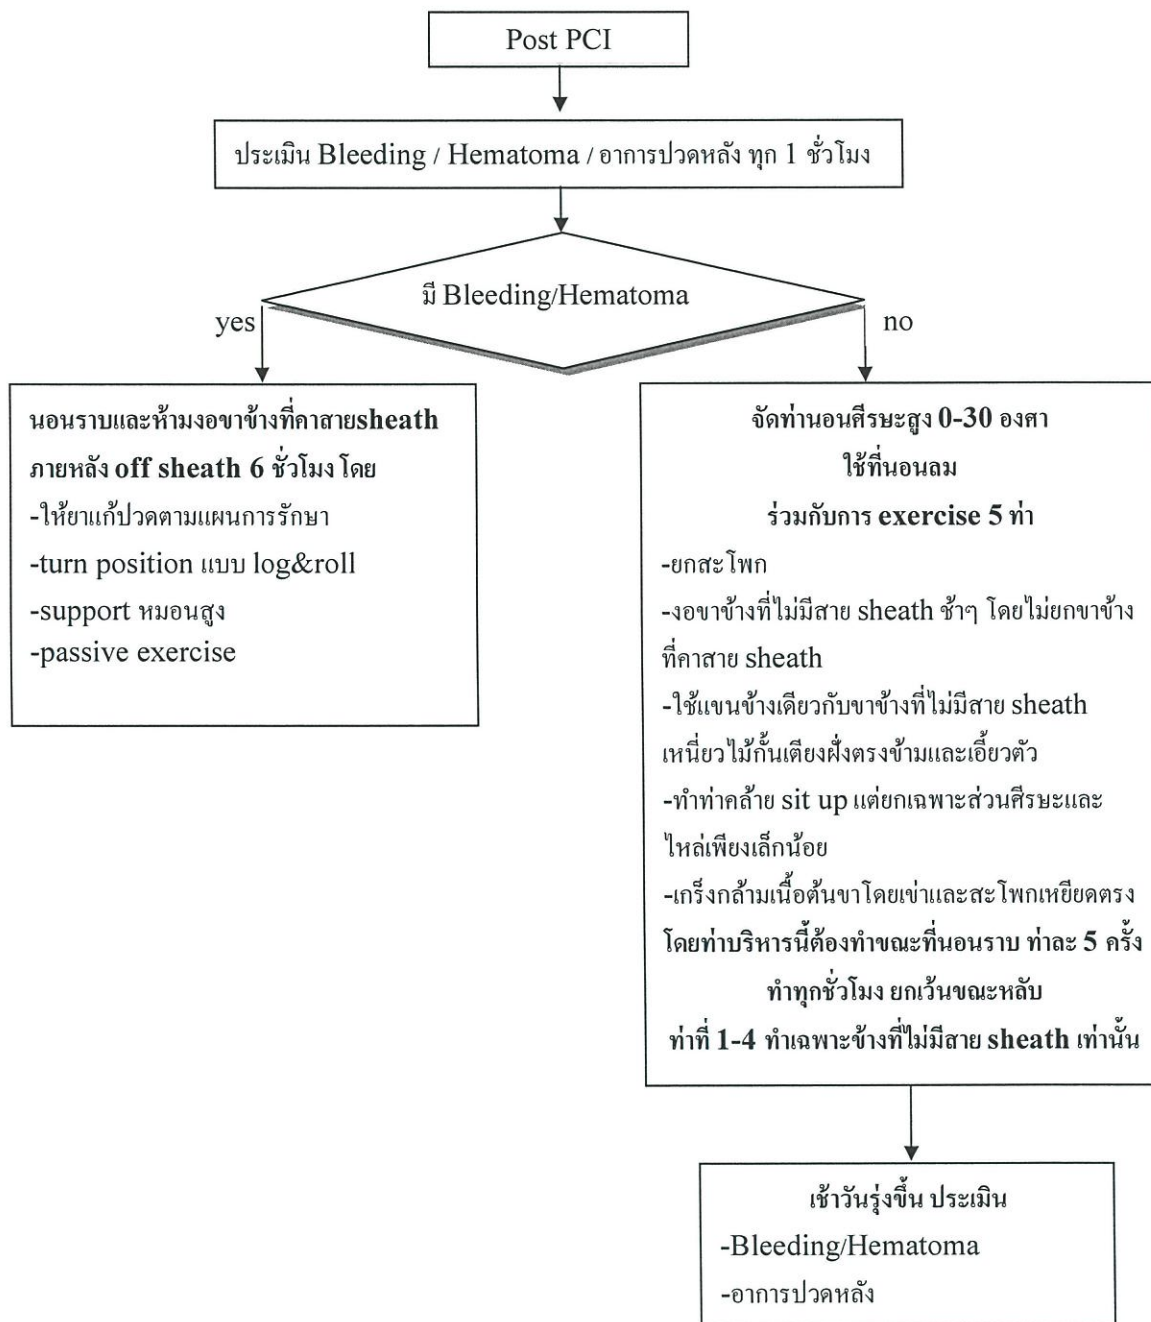 Post PCI
ประเมิน Bleeding / Hematoma / อาการปวดหลัง ทุก 1 ชั่วโมง
มี Bleeding/Hematoma
yes
no
นอนราบและห้ามงอขาข้างที่คาสายsheath
ภายหลัง off sheath 6 ชั่วโมง โดย
-ให้ยาแก้ปวดตามแผนการรักษา
-turn position แบบ log&roll
-support หมอนสูง
-passive exercise
จัดท่านอนศีรษะสูง 0-30 องศา
ใช้ที่นอนลม
ร่วมกับการ exercise 5 ท่า
-ยกสะโพก
-งอขาข้างที่ไม่มีสาย sheath ช้าๆ โดยไม่ยกขาข้าง
ที่คาสาย sheath
-ใช้แขนข้างเดียวกับขาข้างที่ไม่มีสาย sheath
เหนี่ยวไม้กั้นเตียงฝั่งตรงข้ามและเอี้ยวตัว
-ทำท่าคล้าย sit up แต่ยกเฉพาะส่วนศีรษะและ
ไหล่เพียงเล็กน้อย
-เกร็งกล้ามเนื้อต้นขาโดยเข่าและสะโพกเหยียดตรง
โดยท่าบริหารนี้ต้องทำขณะที่นอนราบ ท่าละ 5 ครั้ง
ทำทุกชั่วโมง ยกเว้นขณะหลับ
ท่าที่ 1-4 ทำเฉพาะข้างที่ไม่มีสาย sheath เท่านั้น
เช้าวันรุ่งขึ้น ประเมิน
-Bleeding/Hematoma
-อาการปวดหลัง